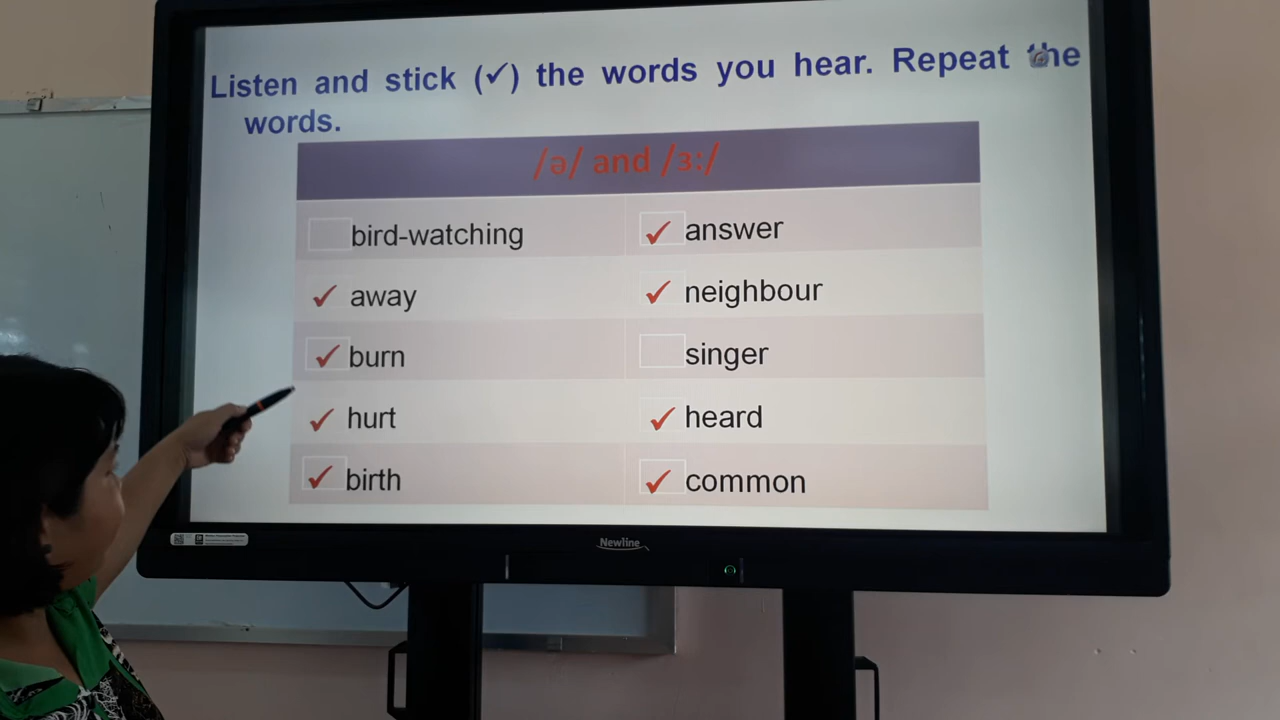 Listen and stick (✓) the words you hear. Repeat the
words.
/ə/ and /ɜ:/
bird-watching
✓ answer
✓ away
✓ neighbour
✓ burn
singer
✓ hurt
✓ heard
✓ birth
✓ common
Newline